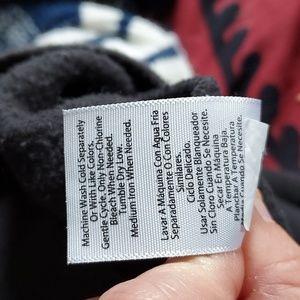 Machine Wash Cold Separately
Or With Like Colors.
Gentle Cycle. Only Non-Chlorine
Bleach When Needed.
Tumble Dry Low.
Medium Iron When Needed.
Lavar A Máquina Con Agua Fría
Separadamente O Con Colores
Similares.
Ciclo Delicado.
Usar Solamente Blanqueador
Sin Cloro Cuando Se Necesite.
Secar En Máquina
A Temperatura Baja.
Planchar A Temperatura
Media Cuando Se Necesite.